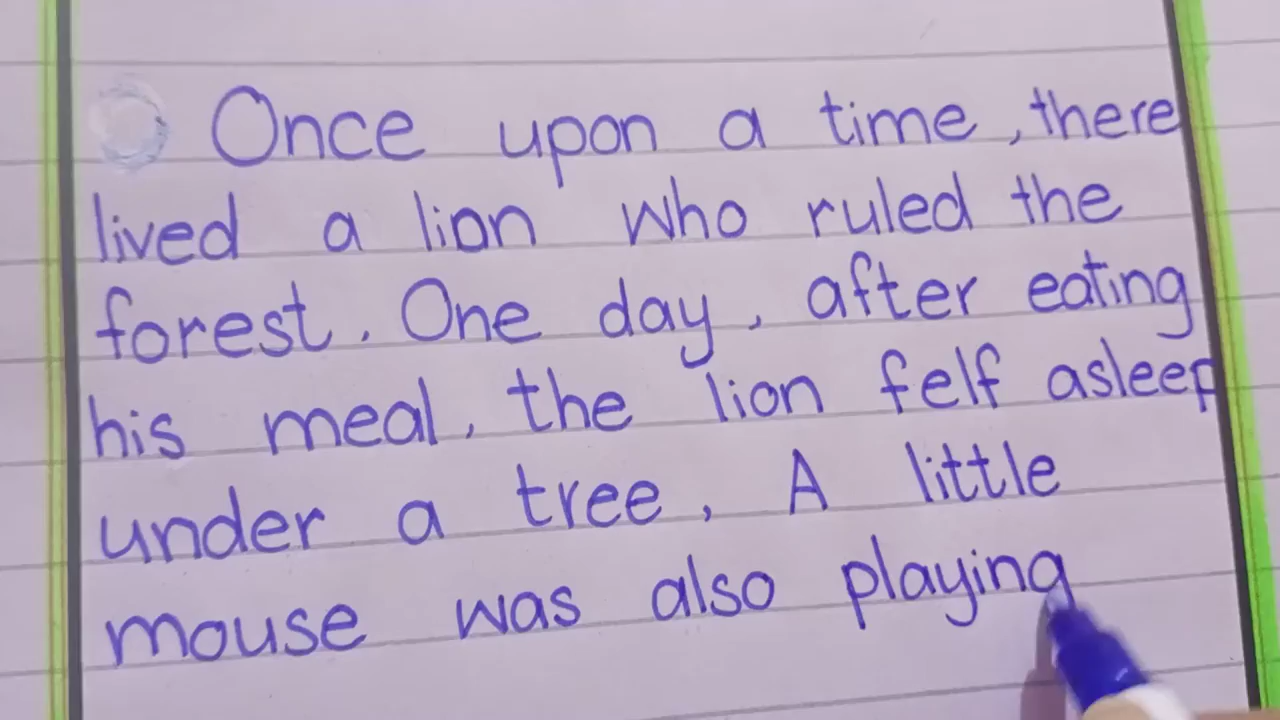 Once upon a time, there
lived a lion who ruled the
forest. One day, after eating
his meal, the lion felf asleep
under a tree, A little
mouse was also playing